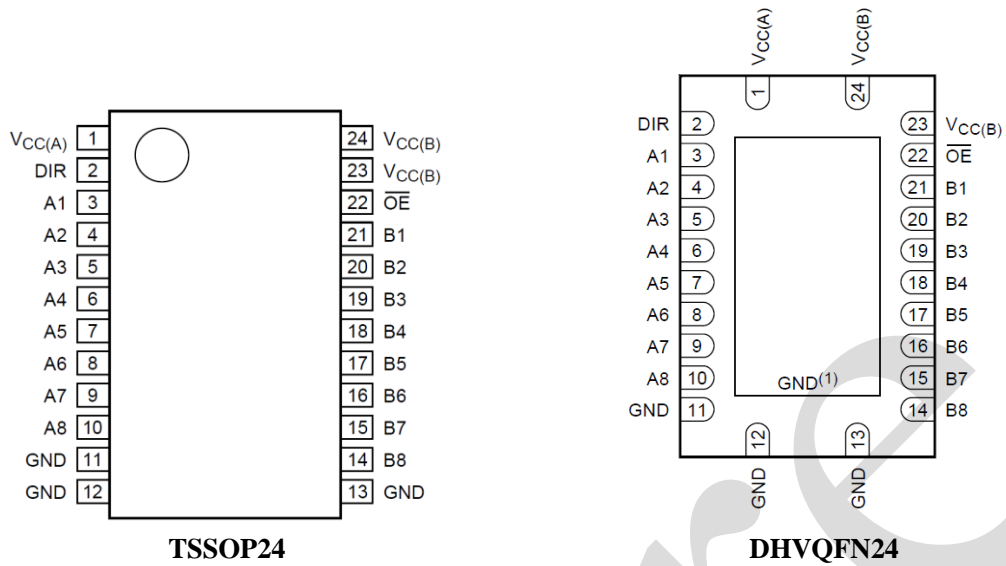 VCC(A) 1 24 VCC(B)
DIR 2 23 VCC(B)
A1 3 22 OE
A2 4 21 B1
A3 5 20 B2
A4 6 19 B3
A5 7 18 B4
A6 8 17 B5
A7 9 16 B6
A8 10 15 B7
GND 11 14 B8
GND 12 13 GND
TSSOP24
VCC(A) VCC(B)
1 24
DIR 2 23 VCC(B)
A1 3 22 OE
A2 4 21 B1
A3 5 20 B2
A4 6 19 B3
A5 7 18 B4
A6 8 17 B5
A7 9 16 B6
A8 10 GND(1) 15 B7
GND 11 14 B8
12 13
GND GND
DHVQFN24